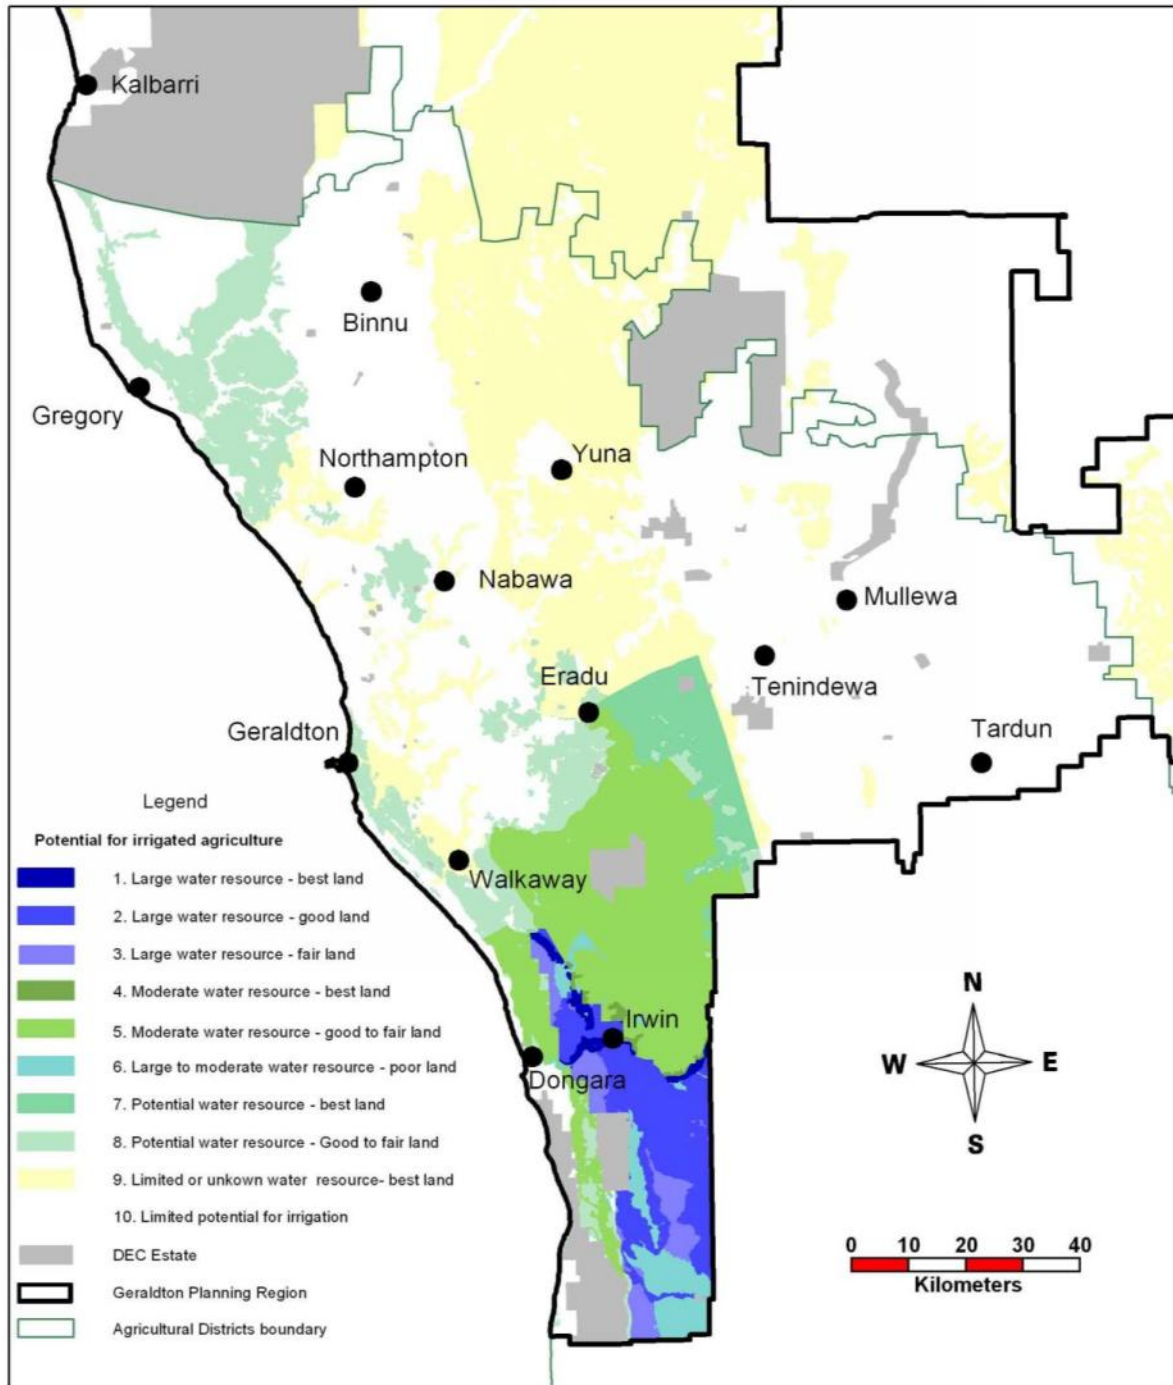 Kalbarri
Binnu
Gregory
Northampton
Yuna
Nabawa
Mullewa
Eradu
Tenindewa
Geraldton
Tardun
Walkaway
Irwin
Dongara
Legend
Potential for irrigated agriculture
1. Large water resource - best land
2. Large water resource - good land
3. Large water resource - fair land
4. Moderate water resource - best land
5. Moderate water resource - good to fair land
6. Large to moderate water resource - poor land
7. Potential water resource - best land
8. Potential water resource - Good to fair land
9. Limited or unkown water resource- best land
10. Limited potential for irrigation
DEC Estate
Geraldton Planning Region
Agricultural Districts boundary
N
W E
S
0 10 20 30 40
Kilometers